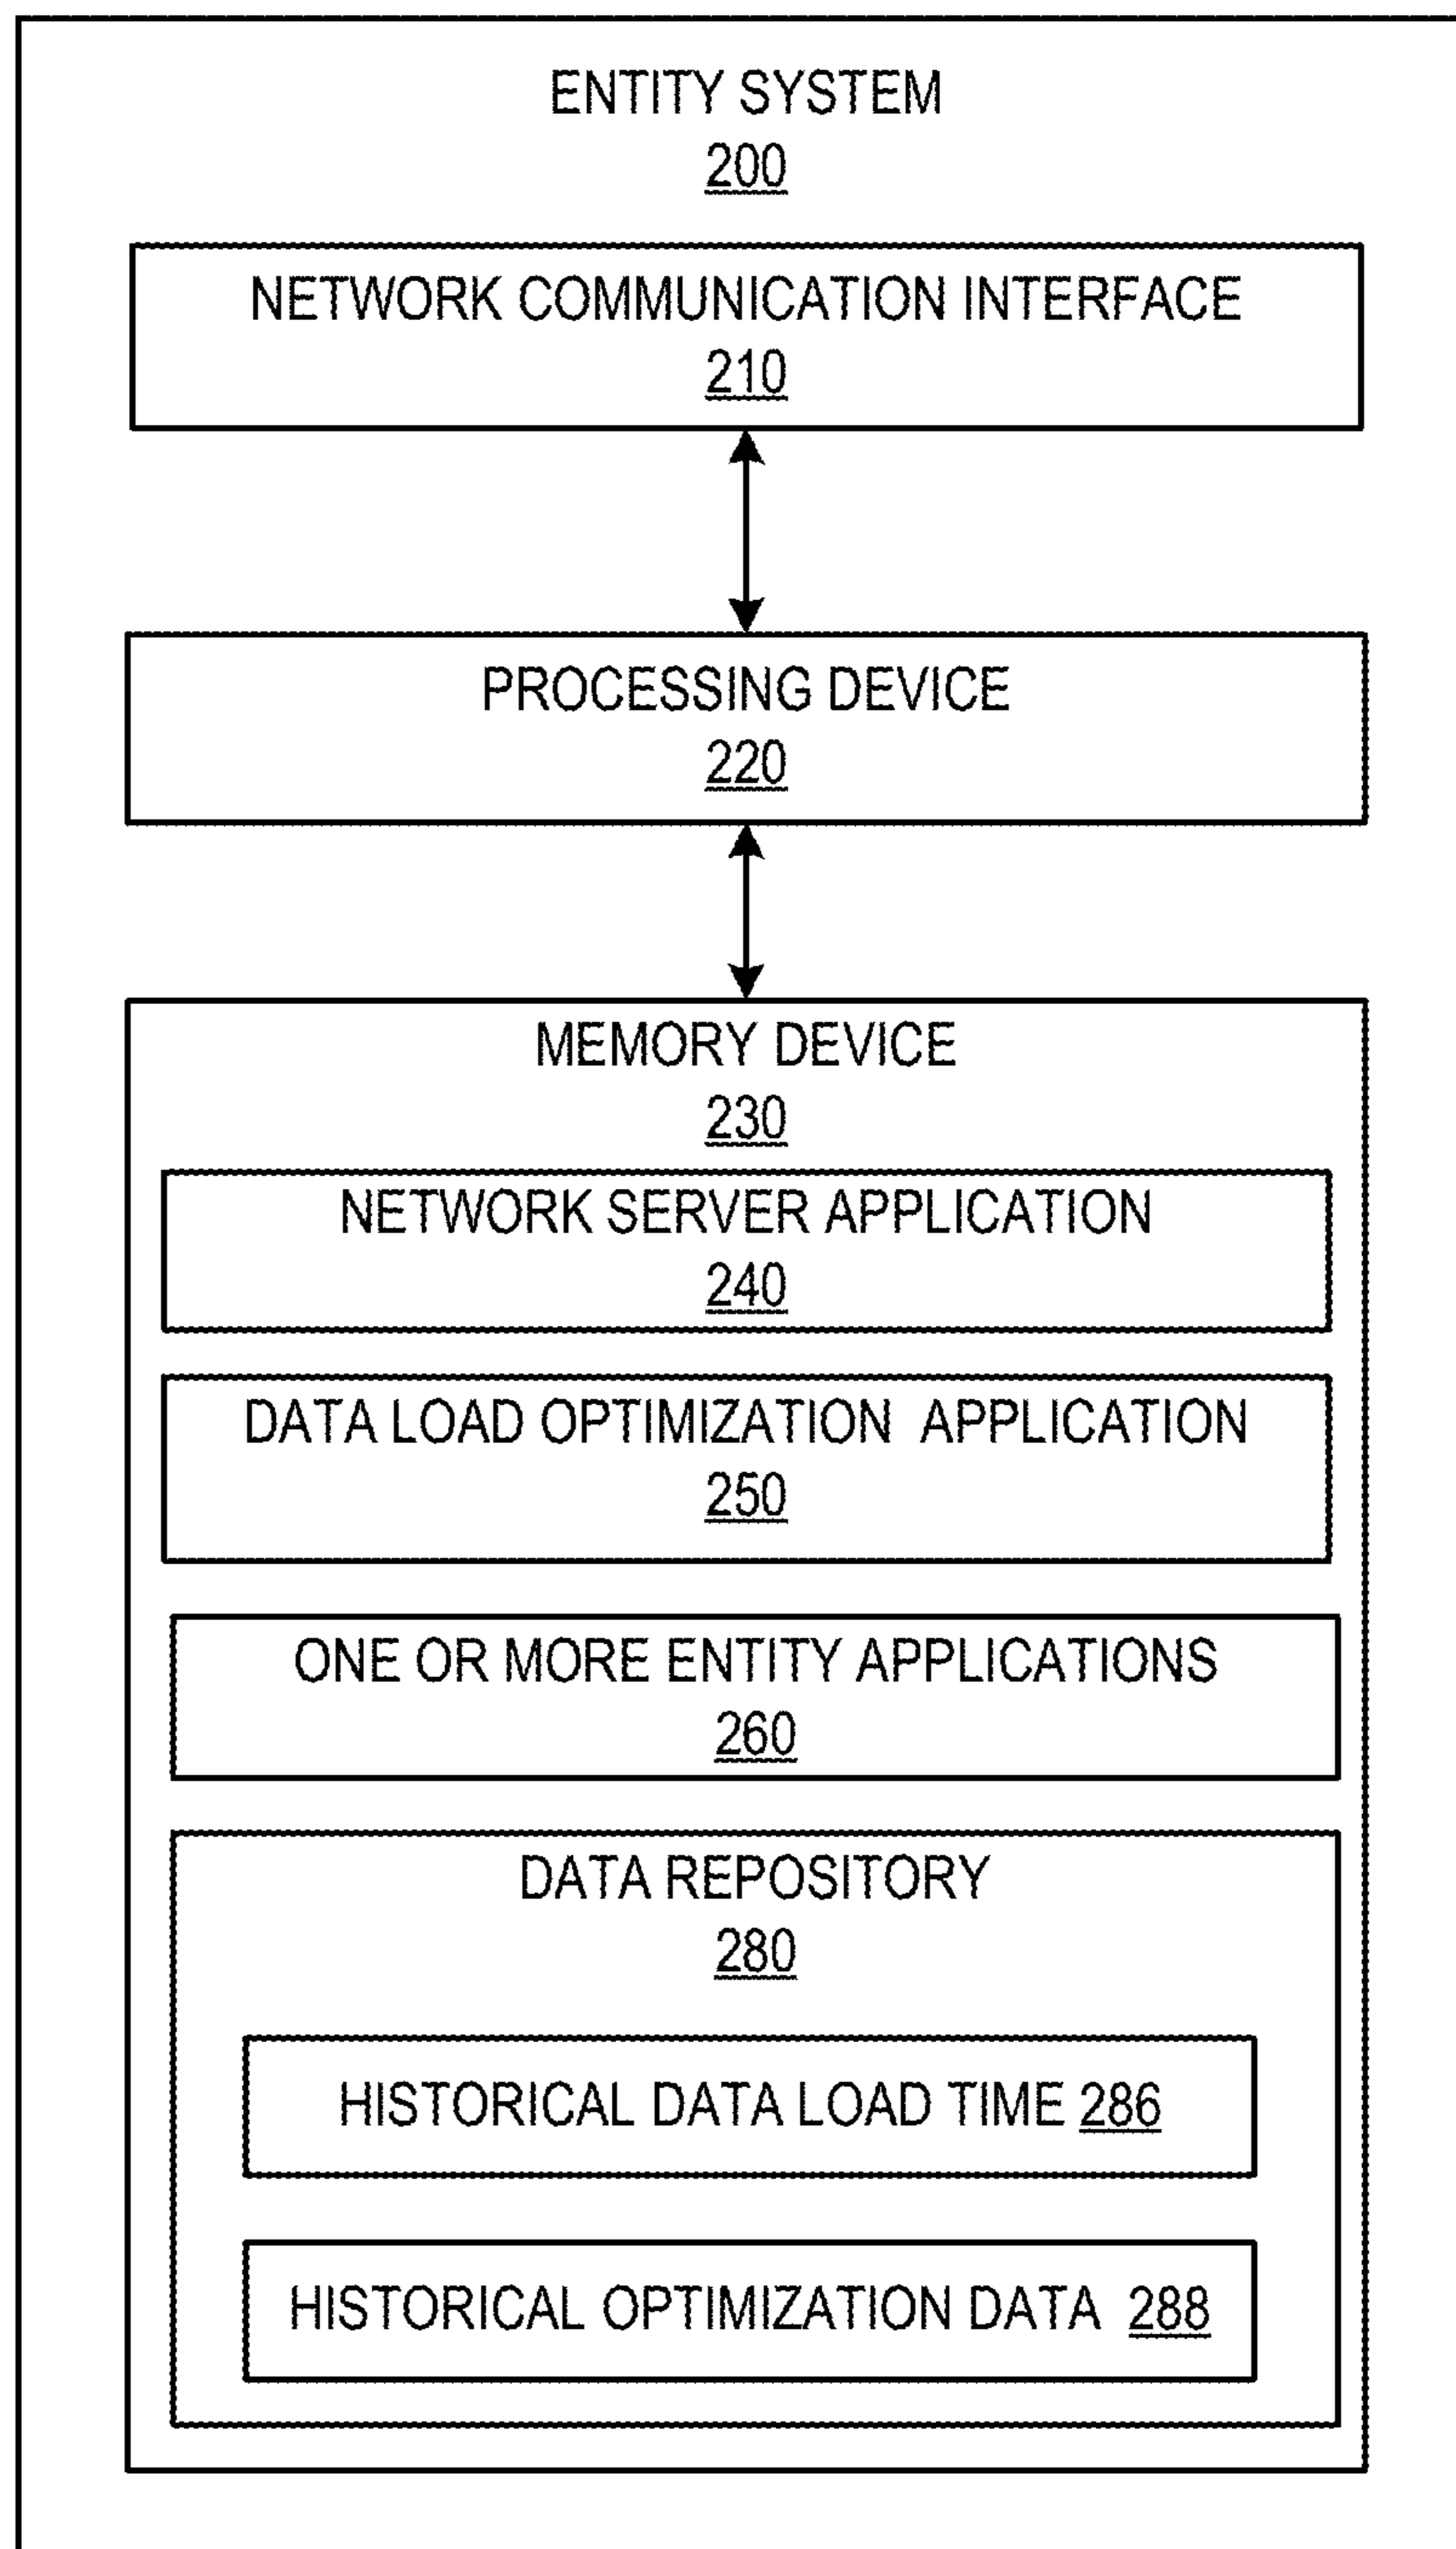 ENTITY SYSTEM
200
NETWORK COMMUNICATION INTERFACE
210
PROCESSING DEVICE
220
MEMORY DEVICE
230
NETWORK SERVER APPLICATION
240
DATA LOAD OPTIMIZATION APPLICATION
250
ONE OR MORE ENTITY APPLICATIONS
260
DATA REPOSITORY
280
HISTORICAL DATA LOAD TIME 286
HISTORICAL OPTIMIZATION DATA 288